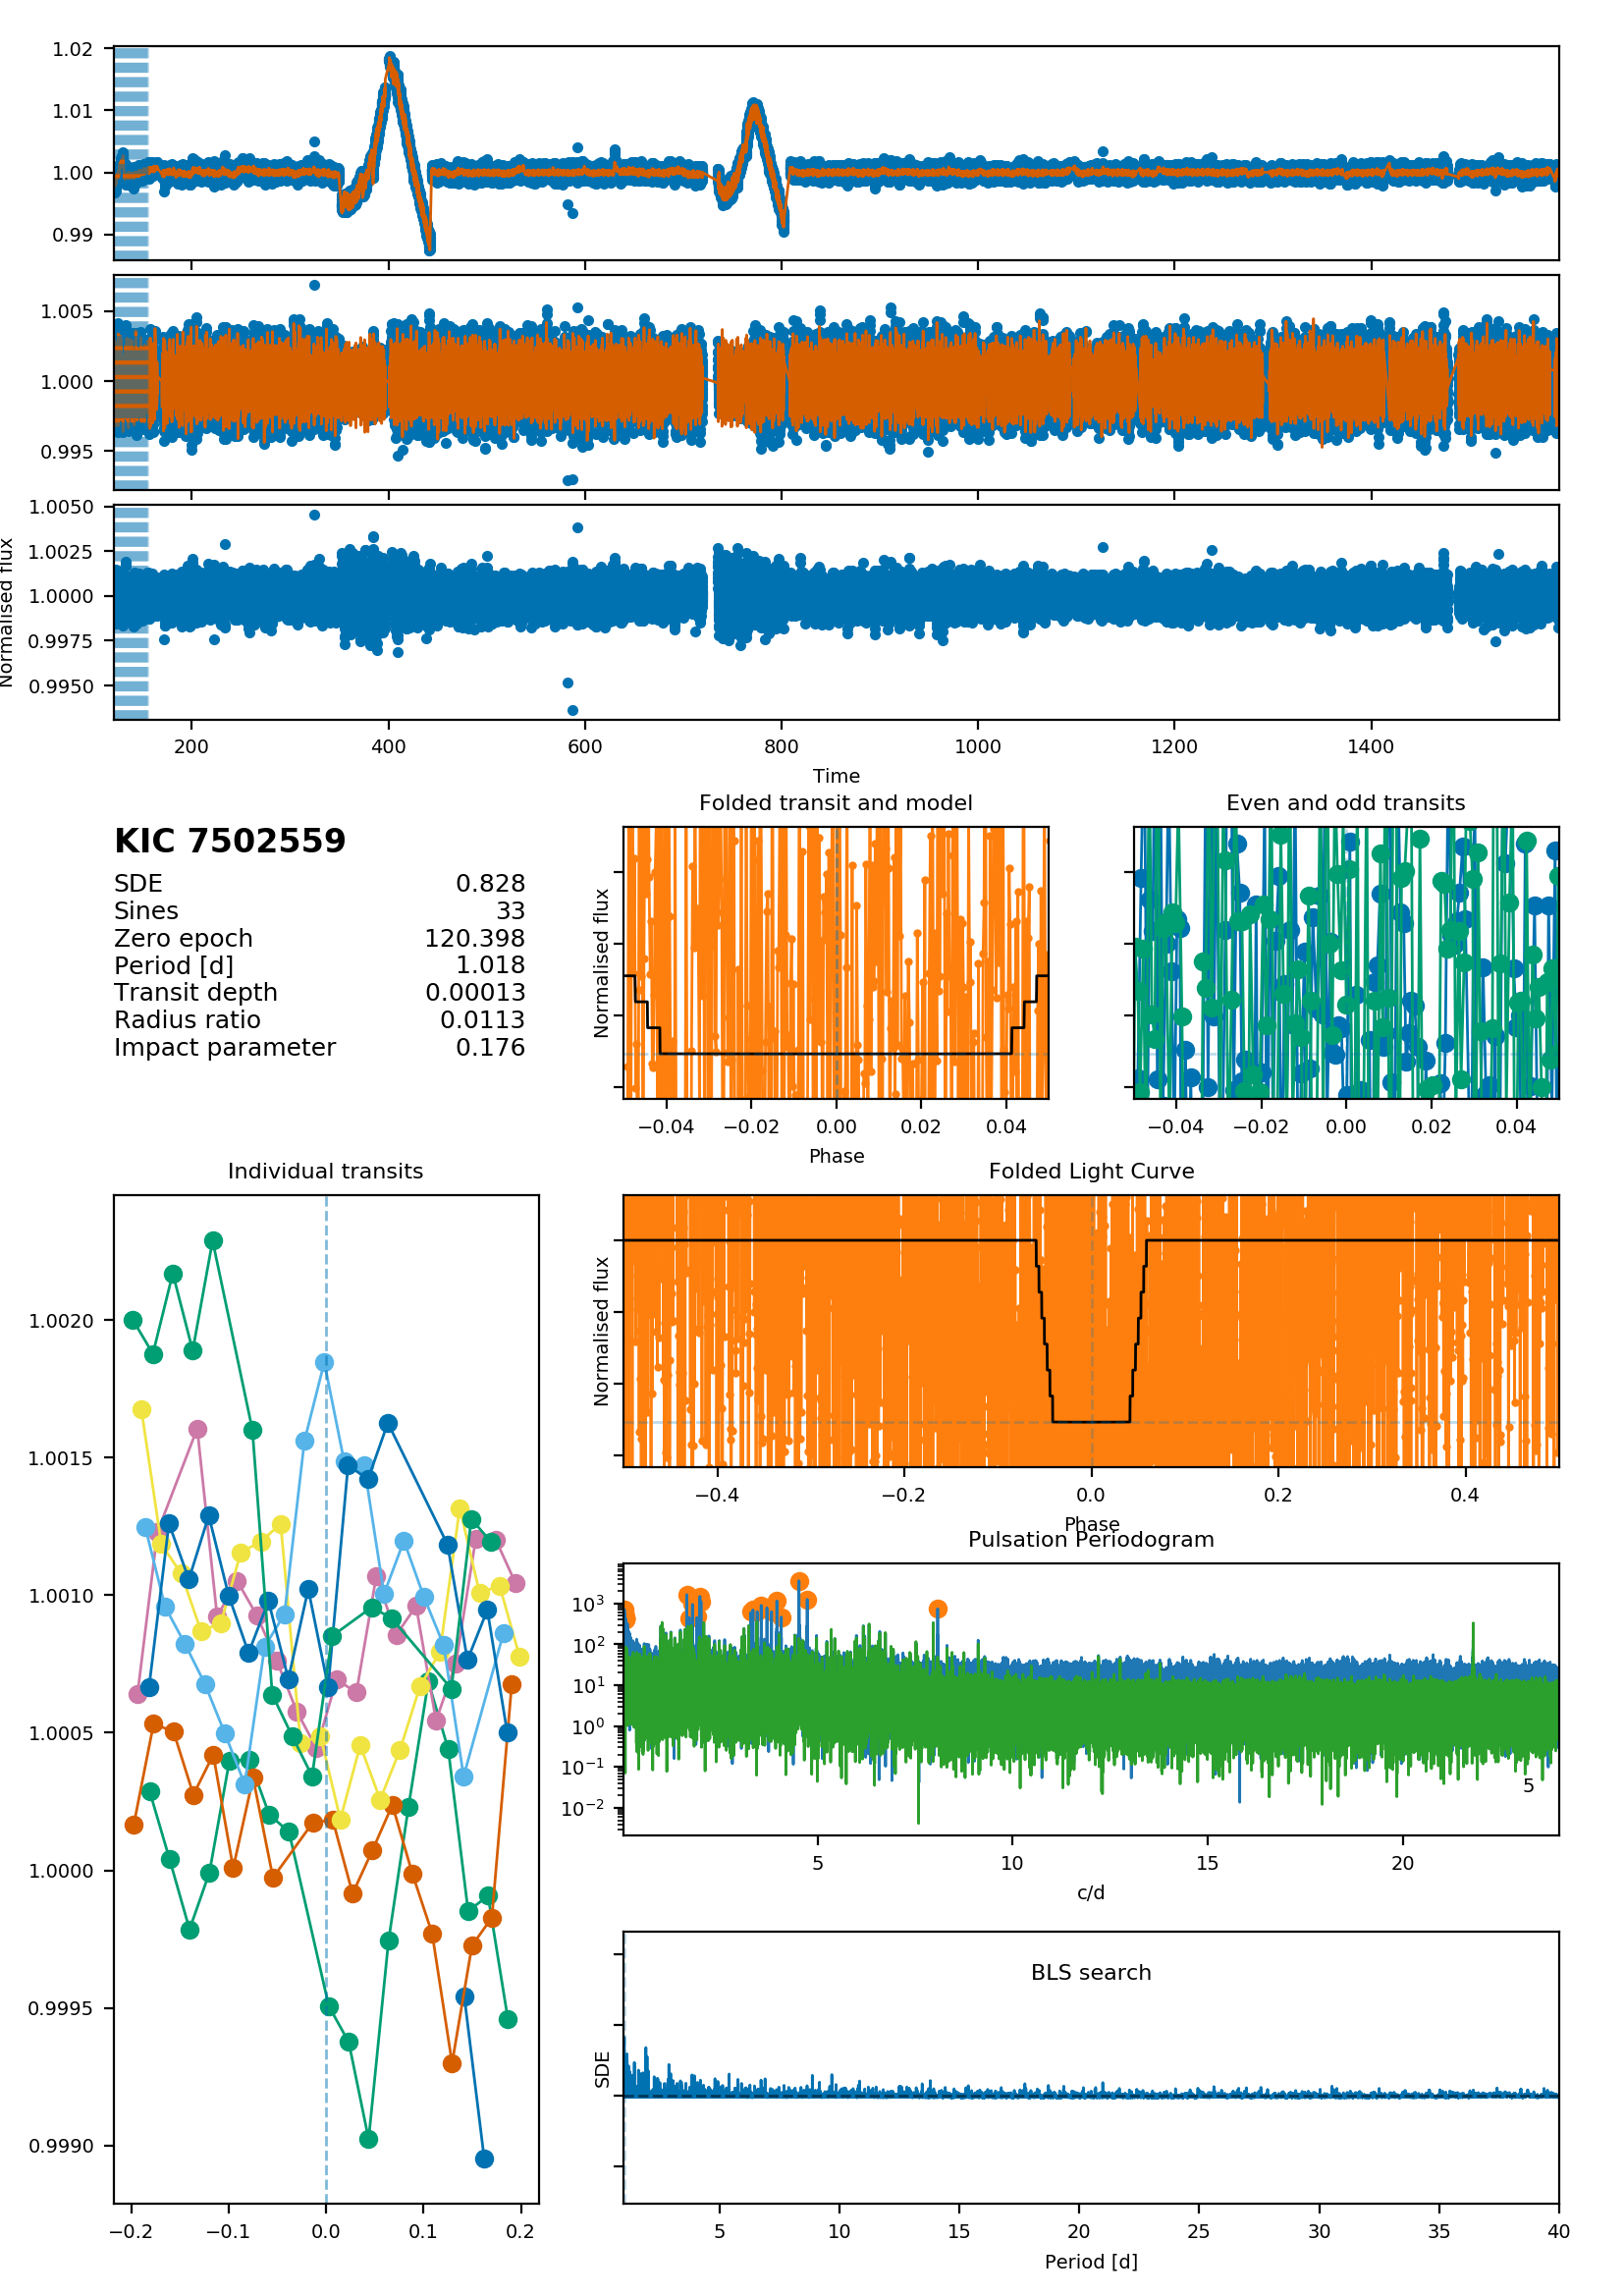 1.02
1.01
1.00
0.99
1.005
1.000
0.995
1.0050
1.0025
1.0000
0.9975
0.9950
Normalised flux
200 400 600 800 1000 1200 1400
Time
KIC 7502559
SDE 0.828
Sines 33
Zero epoch 120.398
Period [d] 1.018
Transit depth 0.00013
Radius ratio 0.0113
Impact parameter 0.176
Folded transit and model
Normalised flux
−0.04 −0.02 0.00 0.02 0.04
Phase
Even and odd transits
−0.04 −0.02 0.00 0.02 0.04
Individual transits
1.0020
1.0015
1.0010
1.0005
1.0000
0.9995
0.9990
−0.2 −0.1 0.0 0.1 0.2
Folded Light Curve
Normalised flux
−0.4 −0.2 0.0 0.2 0.4
Phase
Pulsation Periodogram
10³
10²
10¹
10⁰
10⁻¹
10⁻²
5
5 10 15 20
c/d
BLS search
SDE
5 10 15 20 25 30 35 40
Period [d]